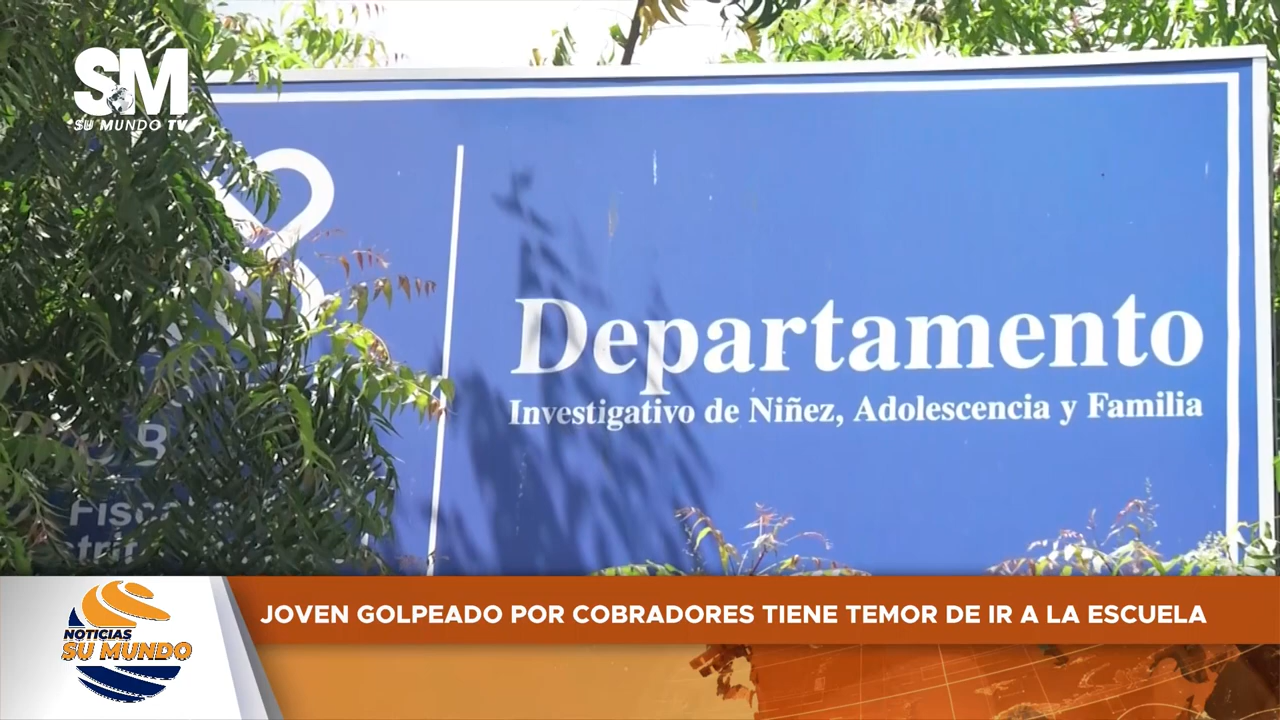 SM
SU MUNDO TV
Departamento
Investigativo de Niñez, Adolescencia y Familia
JOVEN GOLPEADO POR COBRADORES TIENE TEMOR DE IR A LA ESCUELA
NOTICIAS
SU MUNDO